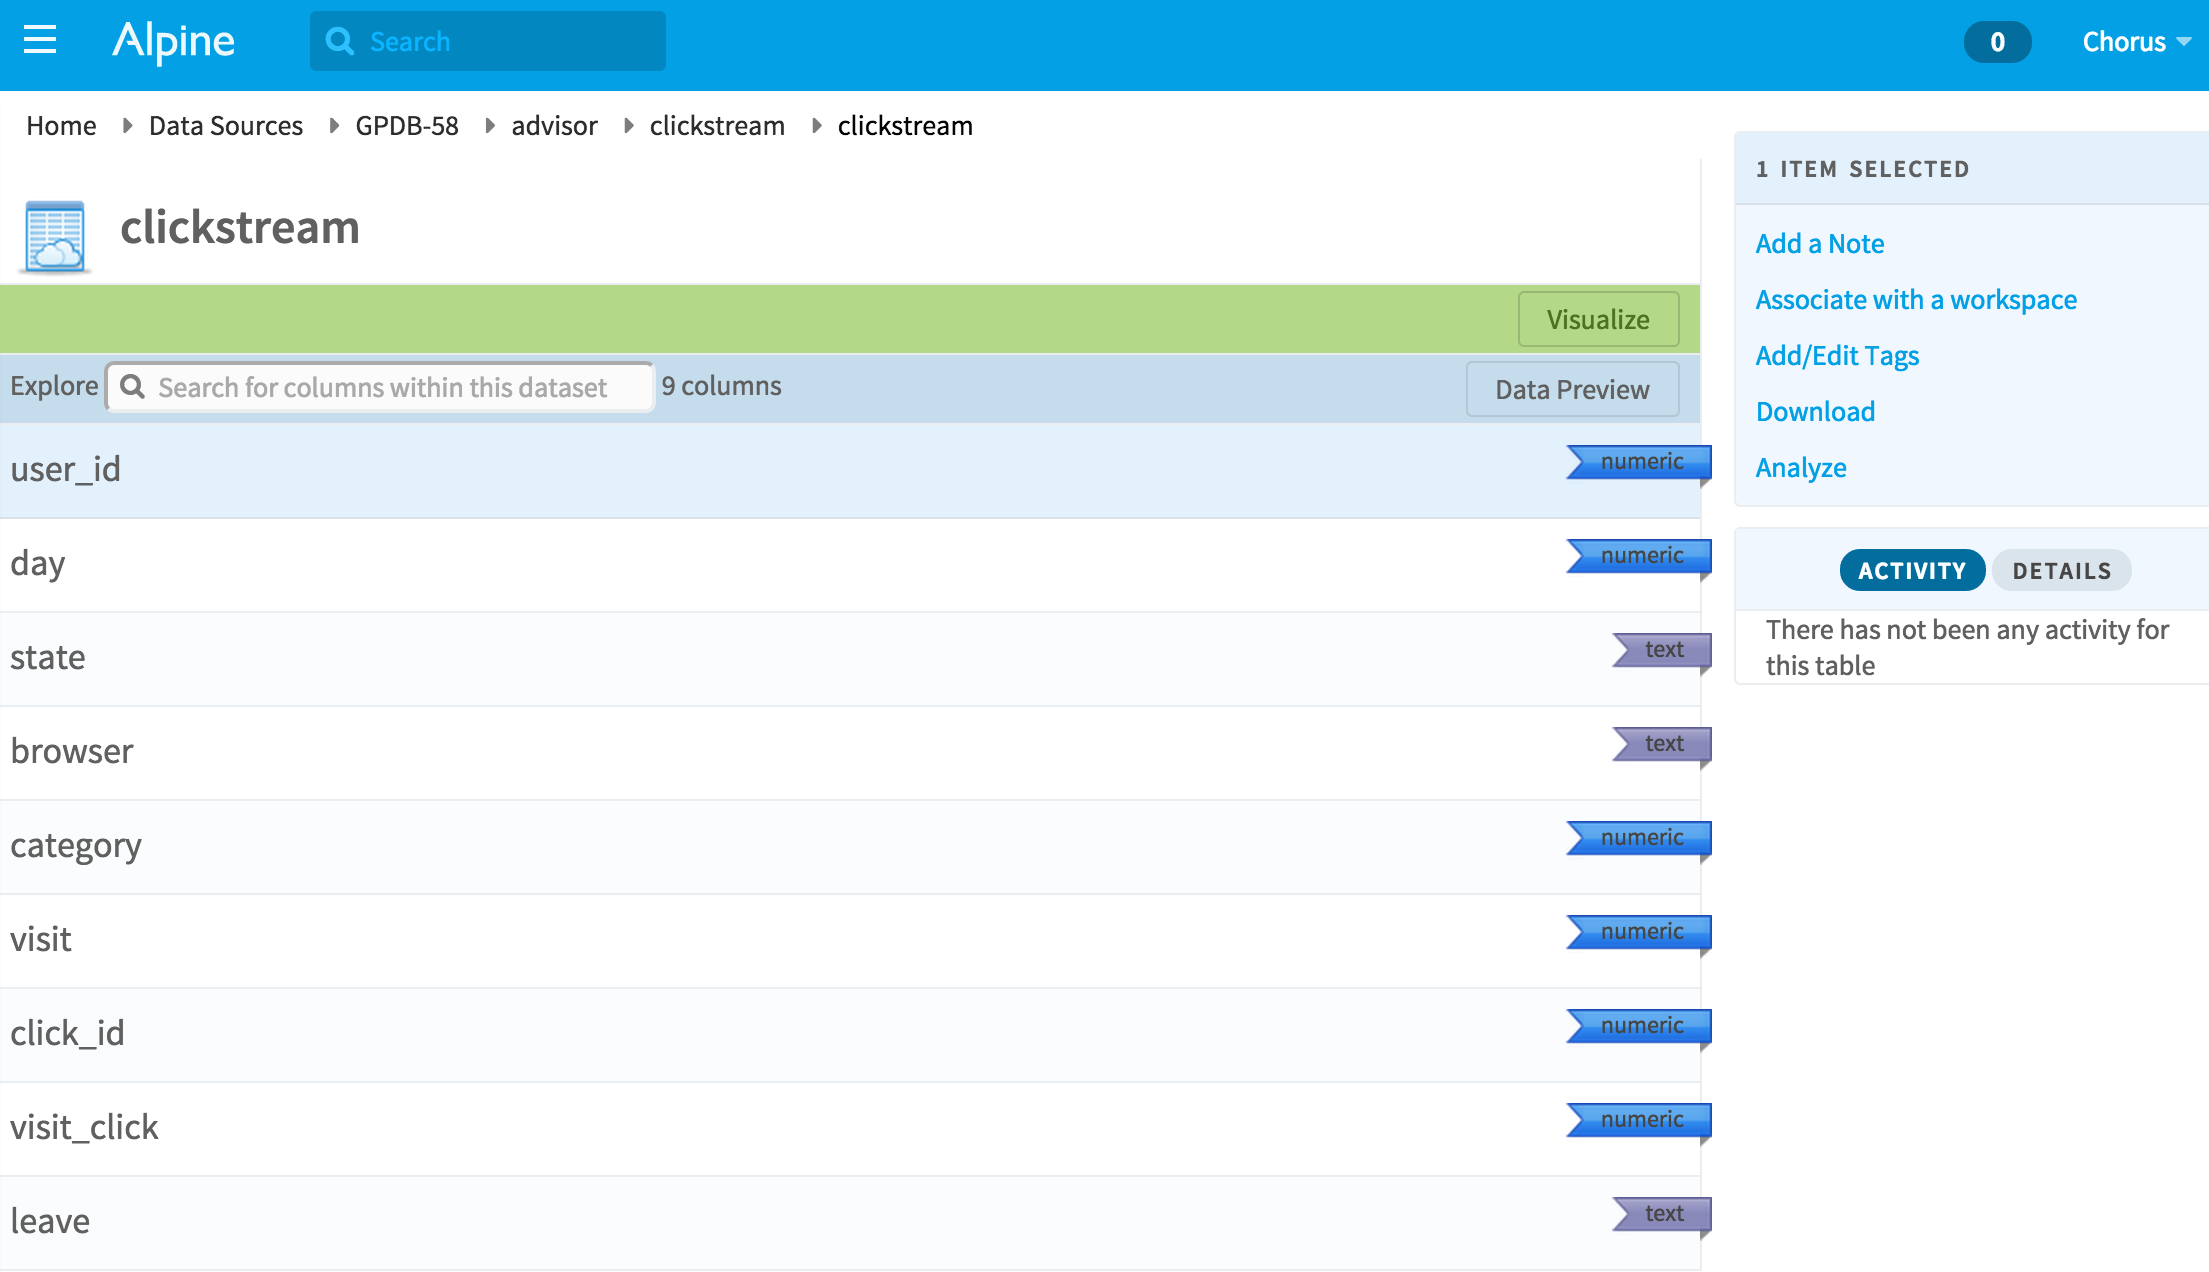 Alpine Search 0 Chorus
Home Data Sources GPDB-58 advisor clickstream clickstream
clickstream
Visualize
Explore Search for columns within this dataset 9 columns Data Preview
user_id numeric
day numeric
state text
browser text
category numeric
visit numeric
click_id numeric
visit_click numeric
leave text
1 ITEM SELECTED
Add a Note
Associate with a workspace
Add/Edit Tags
Download
Analyze
ACTIVITY DETAILS
There has not been any activity for
this table